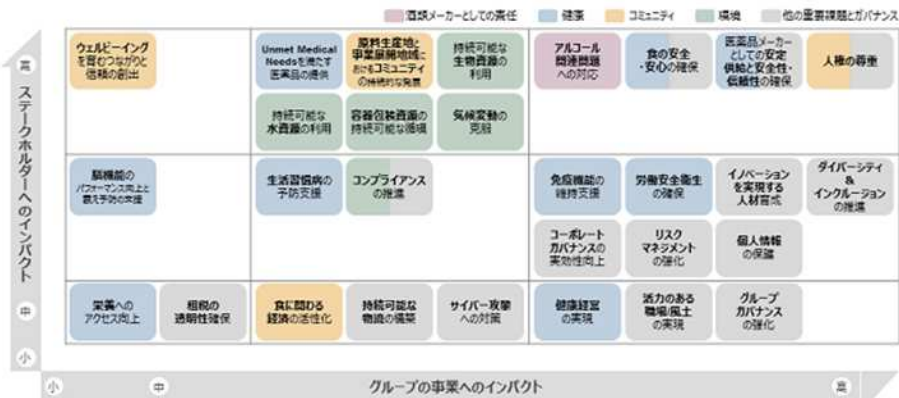 酒類メーカーとしての責任
健康
コミュニティ
環境
他の重要課題とガバナンス
ステークホルダーへのインパクト
高
中
小
ウェルビーイング
を育むつながりと
信頼の創出
Unmet Medical
Needsを満たす
医薬品の提供
原料生産地と
事業展開地域に
おけるコミュニティ
の持続的な発展
持続可能な
生物資源の
利用
アルコール
関連問題
への対応
食の安全
・安心の確保
医薬品メーカー
としての安定
供給と安全性・
信頼性の確保
人権の尊重
持続可能な
水資源の利用
容器包装資源の
持続可能な循環
気候変動の
克服
脳機能の
パフォーマンス向上と
衰え予防の支援
生活習慣病の
予防支援
コンプライアンス
の推進
免疫機能の
維持支援
労働安全衛生
の確保
イノベーション
を実現する
人材育成
ダイバーシティ
&
インクルージョン
の推進
コーポレート
ガバナンスの
実効性向上
リスク
マネジメント
の強化
個人情報
の保護
栄養への
アクセス向上
租税の
透明性確保
食に関わる
経済の活性化
持続可能な
物流の構築
サイバー攻撃
への対策
健康経営
の実現
活力のある
職場/風土
の実現
グループ
ガバナンス
の強化
小
中
グループの事業へのインパクト
高